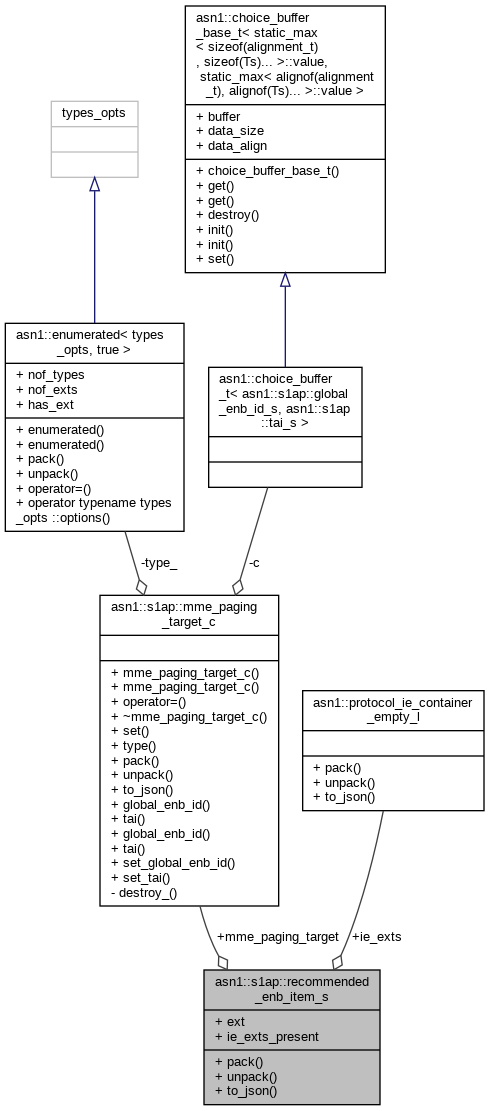 asn1::choice_buffer
_base_t< static_max
< sizeof(alignment_t)
, sizeof(Ts)... >::value,
static_max< alignof(alignment
_t), alignof(Ts)... >::value >
+ buffer
+ data_size
+ data_align
+ choice_buffer_base_t()
+ get()
+ get()
+ destroy()
+ init()
+ init()
+ set()
types_opts
asn1::enumerated< types
_opts, true >
+ nof_types
+ nof_exts
+ has_ext
+ enumerated()
+ enumerated()
+ pack()
+ unpack()
+ operator=()
+ operator typename types
_opts ::options()
asn1::choice_buffer
_t< asn1::s1ap::global
_enb_id_s, asn1::s1ap
::tai_s >
-type_
-c
asn1::s1ap::mme_paging
_target_c
+ mme_paging_target_c()
+ mme_paging_target_c()
+ operator=()
+ ~mme_paging_target_c()
+ set()
+ type()
+ pack()
+ unpack()
+ to_json()
+ global_enb_id()
+ tai()
+ global_enb_id()
+ tai()
+ set_global_enb_id()
+ set_tai()
- destroy_()
asn1::protocol_ie_container
_empty_l
+ pack()
+ unpack()
+ to_json()
+mme_paging_target
+ie_exts
asn1::s1ap::recommended
_enb_item_s
+ ext
+ ie_exts_present
+ pack()
+ unpack()
+ to_json()